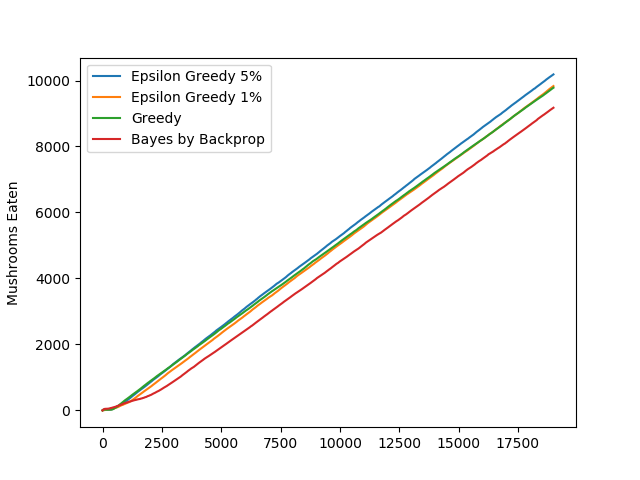 Epsilon Greedy 5%
Epsilon Greedy 1%
Greedy
Bayes by Backprop
Mushrooms Eaten
10000
8000
6000
4000
2000
0
0 2500 5000 7500 10000 12500 15000 17500